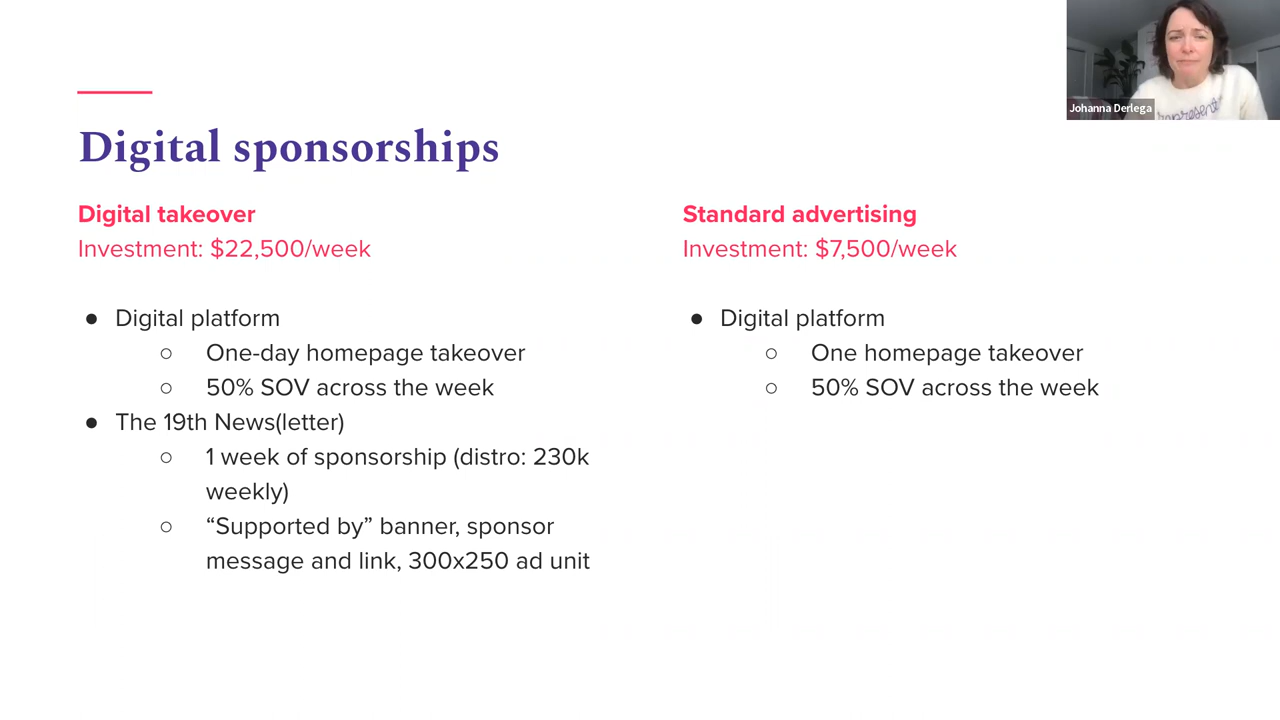 Digital sponsorships
Digital takeover
Investment: $22,500/week
● Digital platform
○ One-day homepage takeover
○ 50% SOV across the week
● The 19th News(letter)
○ 1 week of sponsorship (distro: 230k
weekly)
○ “Supported by” banner, sponsor
message and link, 300x250 ad unit
Standard advertising
Investment: $7,500/week
● Digital platform
○ One homepage takeover
○ 50% SOV across the week
Johanna Derlega
represent